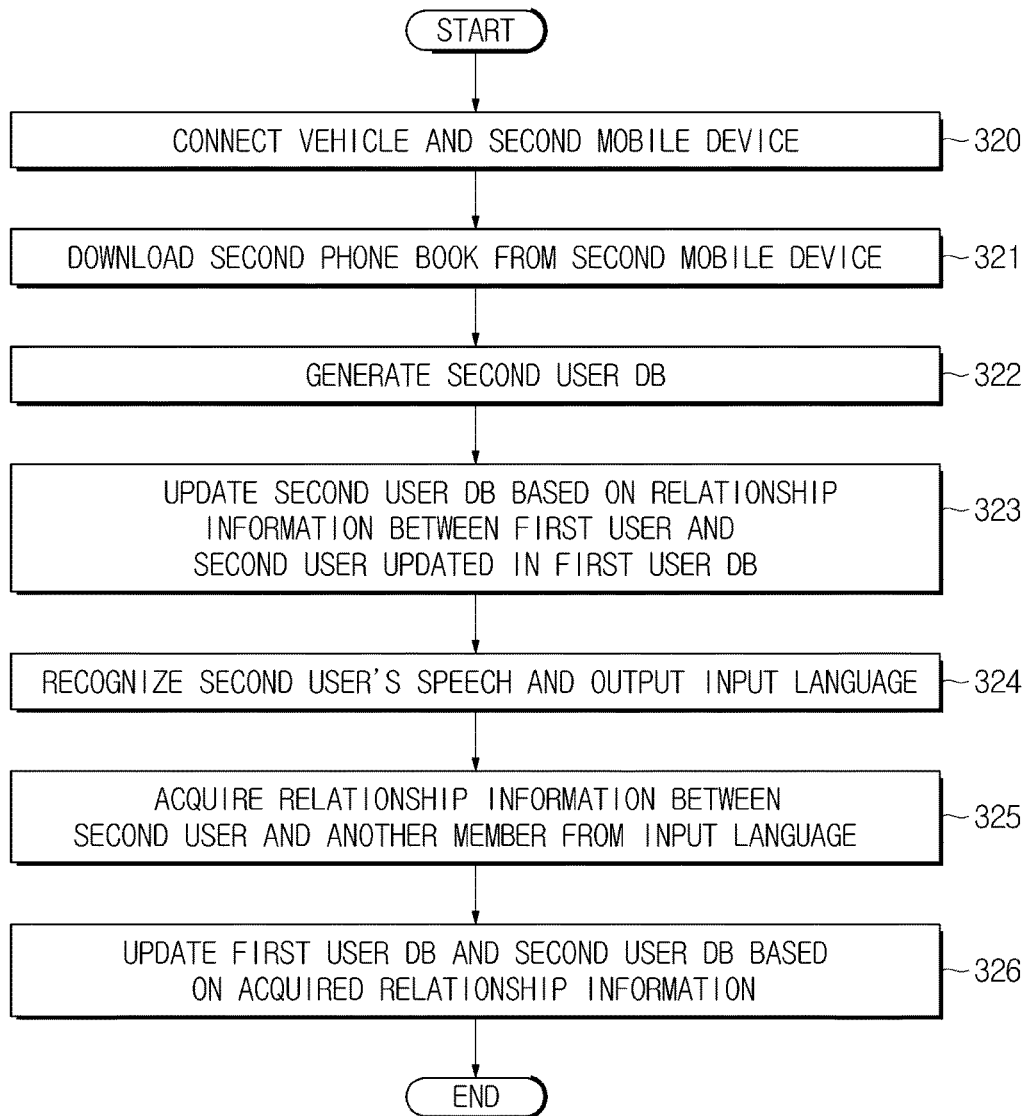 START
CONNECT VEHICLE AND SECOND MOBILE DEVICE
320
DOWNLOAD SECOND PHONE BOOK FROM SECOND MOBILE DEVICE
321
GENERATE SECOND USER DB
322
UPDATE SECOND USER DB BASED ON RELATIONSHIP
INFORMATION BETWEEN FIRST USER AND
SECOND USER UPDATED IN FIRST USER DB
323
RECOGNIZE SECOND USER'S SPEECH AND OUTPUT INPUT LANGUAGE
324
ACQUIRE RELATIONSHIP INFORMATION BETWEEN
SECOND USER AND ANOTHER MEMBER FROM INPUT LANGUAGE
325
UPDATE FIRST USER DB AND SECOND USER DB BASED
ON ACQUIRED RELATIONSHIP INFORMATION
326
END